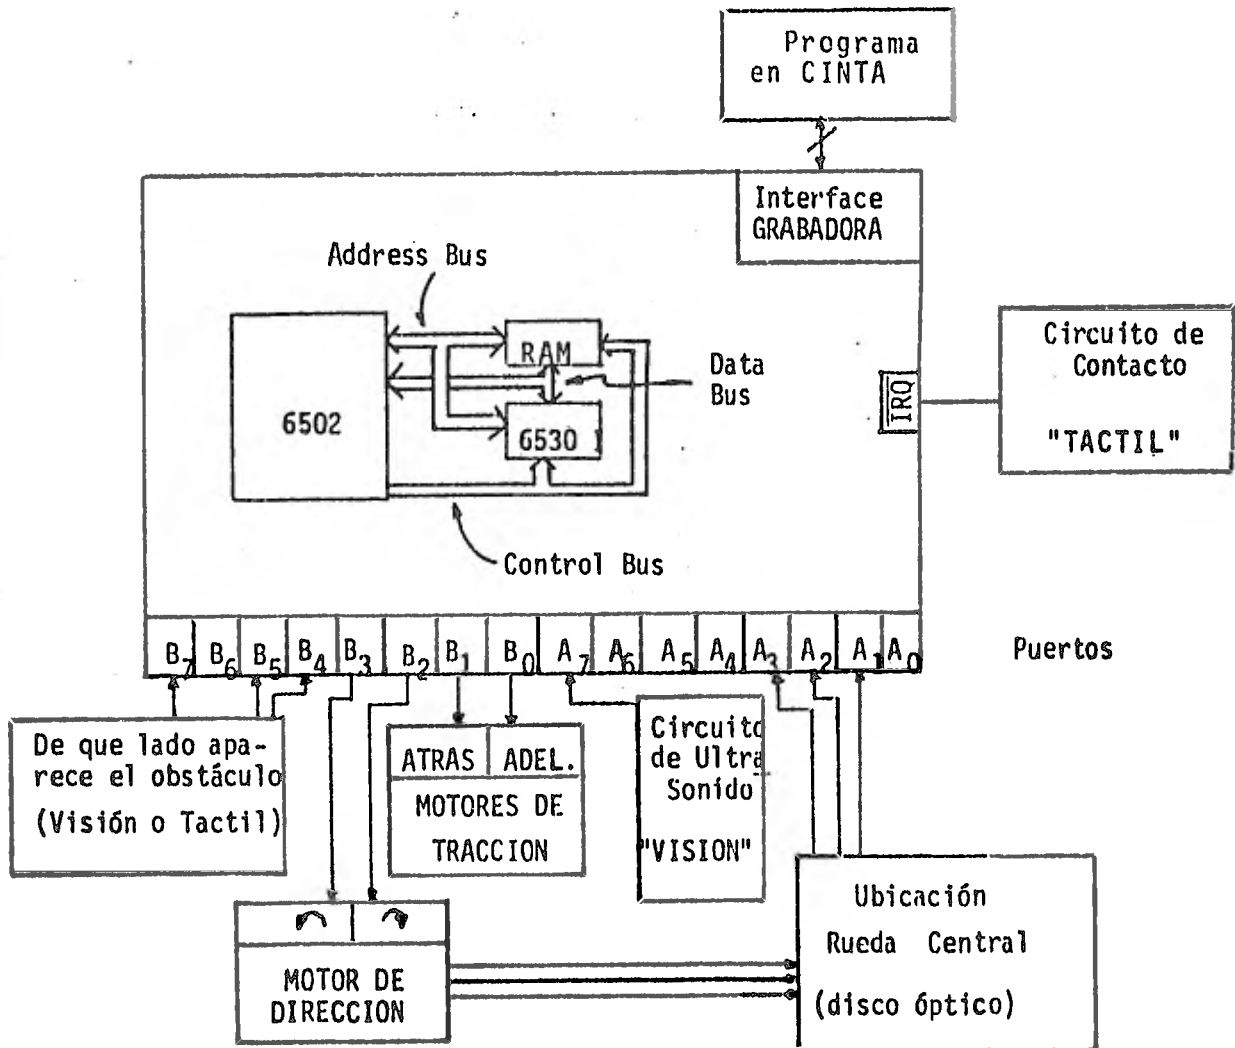 Programa
en CINTA
Interface
GRABADORA
Address Bus
RAM
Data
Bus
6502
6530
IRQ
Circuito de
Contacto
"TACTIL"
Control Bus
B7 B6 B5 B4 B3 B2 B1 B0 A7 A6 A5 A4 A3 A2 A1 A0
Puertos
De que lado apa-
rece el obstáculo
(Visión o Tactil)
ATRAS ADEL.
MOTORES DE
TRACCION
Circuito
de Ultra
Sonido
"VISION"
MOTOR DE
DIRECCION
Ubicación
Rueda Central
(disco óptico)